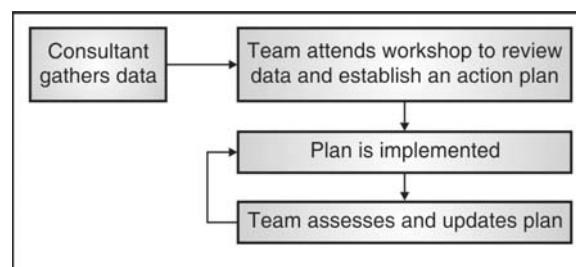 Consultant
gathers data
Team attends workshop to review
data and establish an action plan
Plan is implemented
Team assesses and updates plan